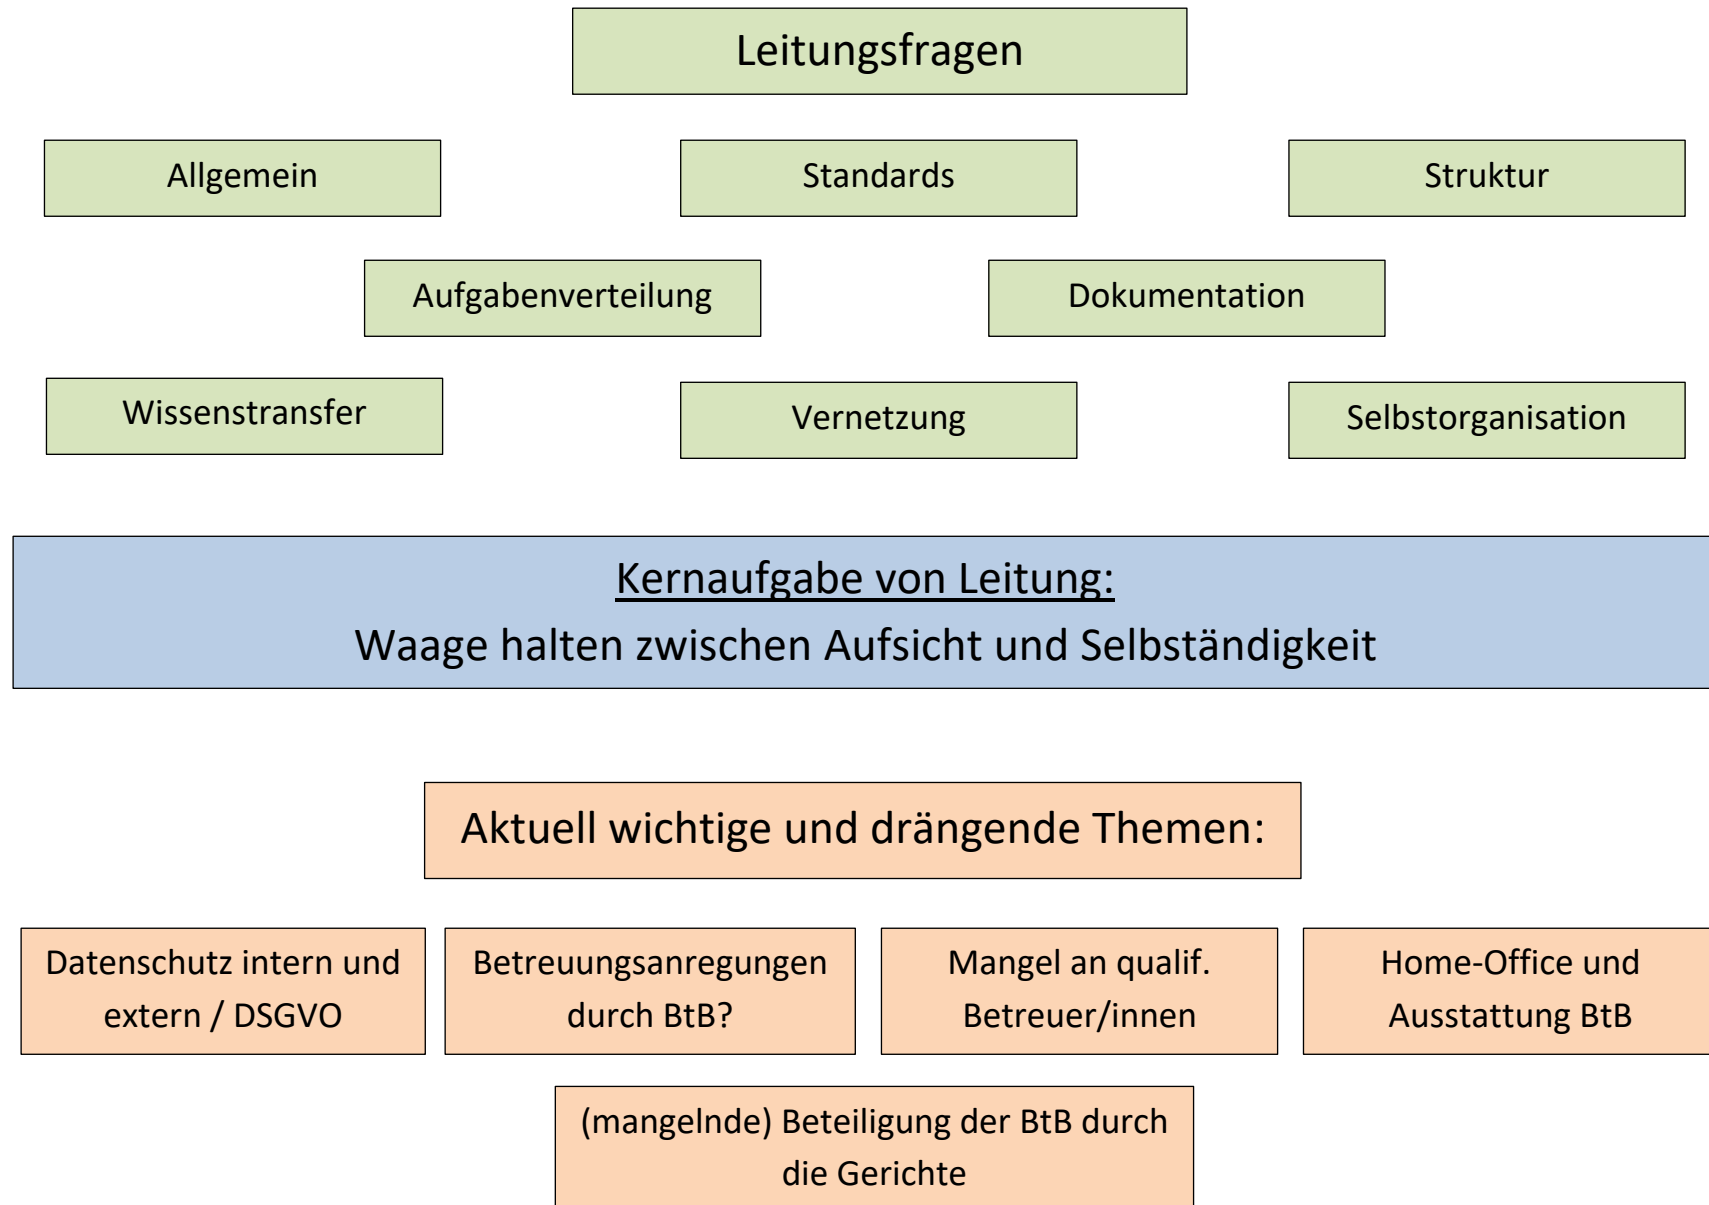 Leitungsfragen
Allgemein
Standards
Struktur
Aufgabenverteilung
Dokumentation
Wissenstransfer
Vernetzung
Selbstorganisation
Kernaufgabe von Leitung:
Waage halten zwischen Aufsicht und Selbständigkeit
Aktuell wichtige und drängende Themen:
Datenschutz intern und
extern / DSGVO
Betreuungsanregungen
durch BtB?
Mangel an qualif.
Betreuer/innen
Home-Office und
Ausstattung BtB
(mangelnde) Beteiligung der BtB durch
die Gerichte